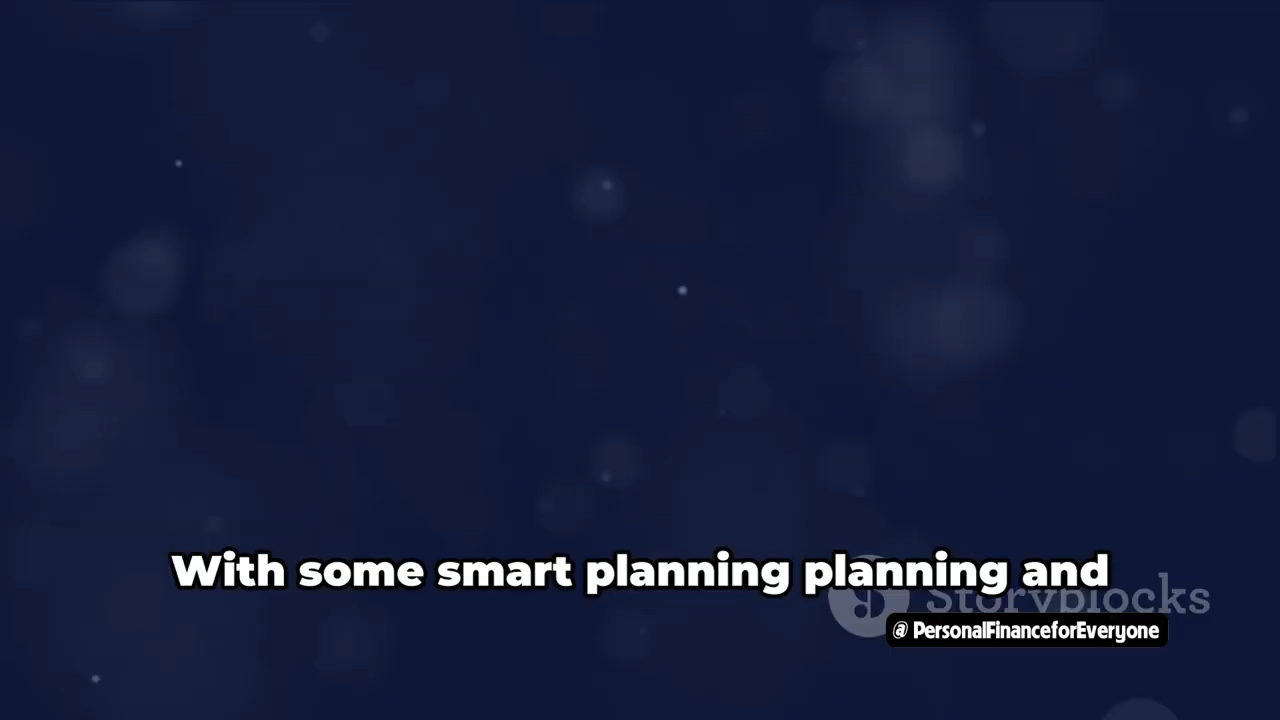 With some smart planning planning and
Storyblocks
@ PersonalFinanceforEveryone